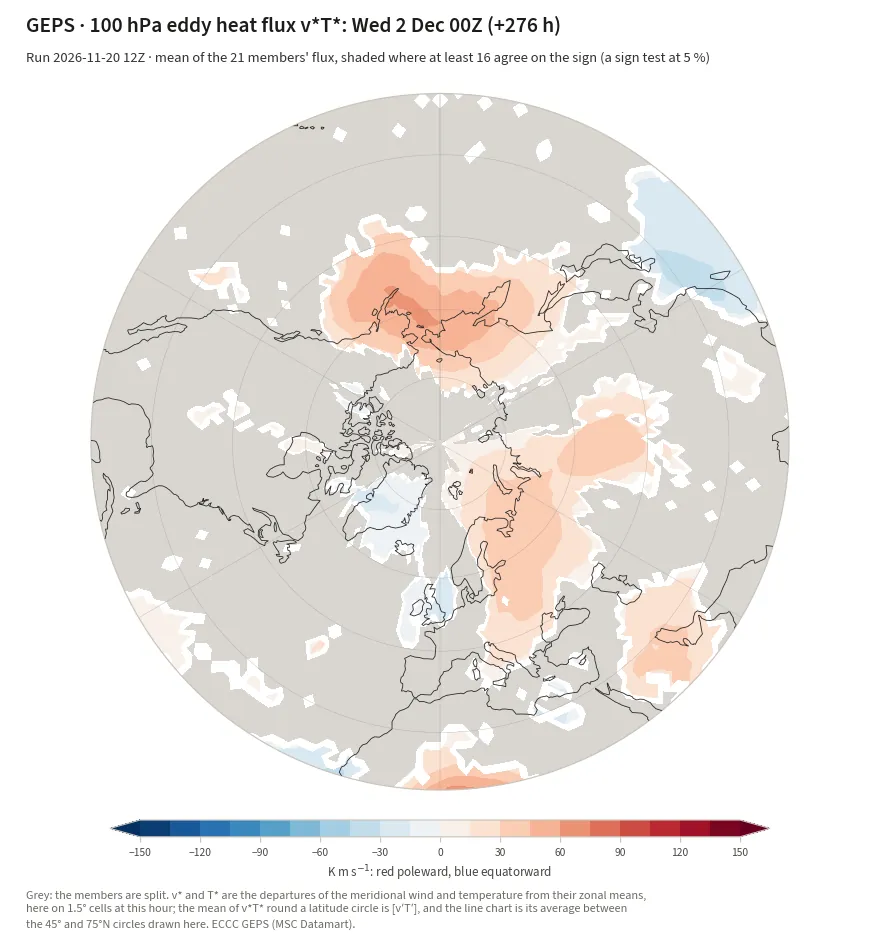 GEPS · 100 hPa eddy heat flux v*T*: Wed 2 Dec 00Z (+276 h)
Run 2026-11-20 12Z · mean of the 21 members' flux, shaded where at least 16 agree on the sign (a sign test at 5 %)
−150 −120 −90 −60 −30 0 30 60 90 120 150
K m s⁻¹: red poleward, blue equatorward
Grey: the members are split. v* and T* are the departures of the meridional wind and temperature from their zonal means,
here on 1.5° cells at this hour; the mean of v*T* round a latitude circle is [v'T'], and the line chart is its average between
the 45° and 75°N circles drawn here. ECCC GEPS (MSC Datamart).